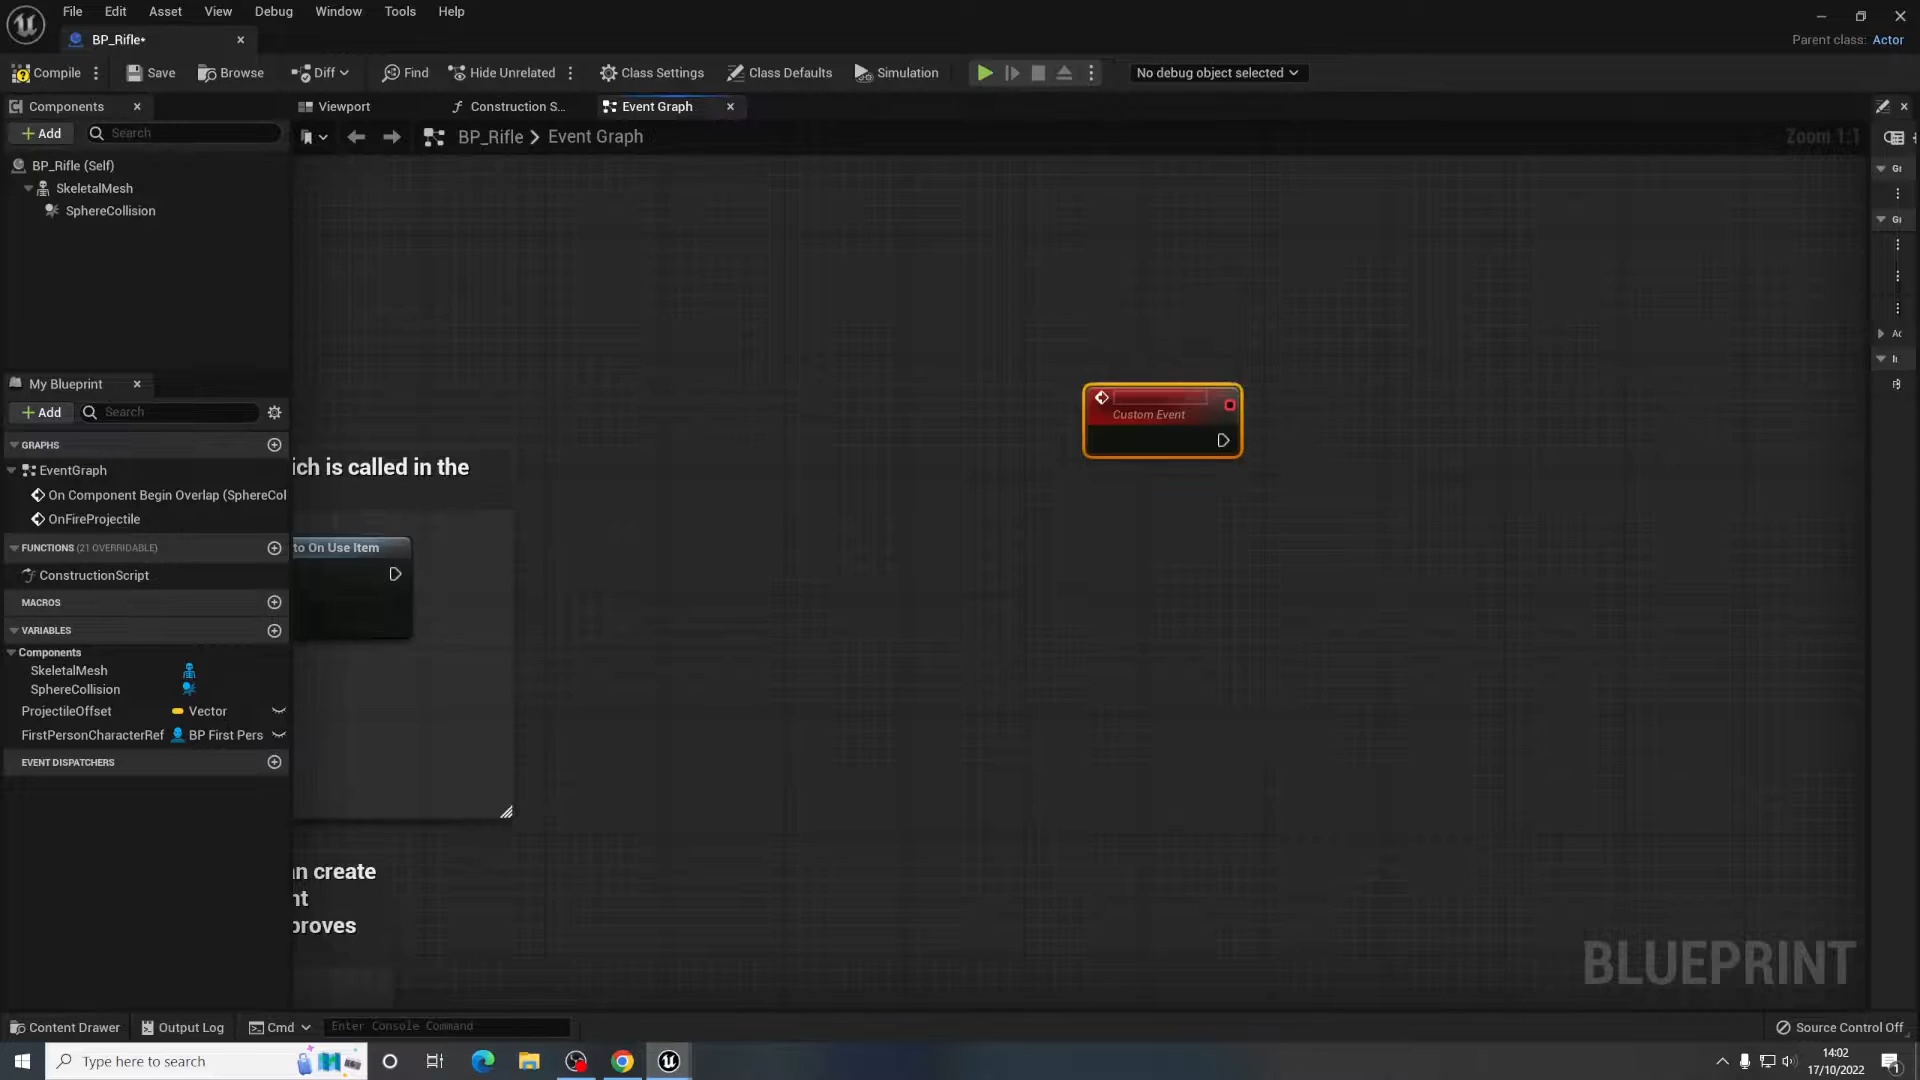 File Edit Asset View Debug Window Tools Help
BP_Rifle•
Parent class: Actor
Compile Save Browse Diff Find Hide Unrelated Class Settings Class Defaults Simulation No debug object selected
Components
Viewport Construction S... Event Graph
Add Search
BP_Rifle > Event Graph
Zoom 1:1
BP_Rifle (Self)
SkeletalMesh
SphereCollision
Custom Event
My Blueprint
Add Search
GRAPHS
EventGraph
On Component Begin Overlap (SphereCol
OnFireProjectile
FUNCTIONS (21 OVERRIDABLE)
ConstructionScript
MACROS
VARIABLES
Components
SkeletalMesh
SphereCollision
ProjectileOffset Vector
FirstPersonCharacterRef BP First Pers
EVENT DISPATCHERS
ich is called in the
to On Use Item
an create
nt
proves
BLUEPRINT
Content Drawer Output Log Cmd Enter Console Command
Source Control Off
Type here to search
14:02
17/10/2022